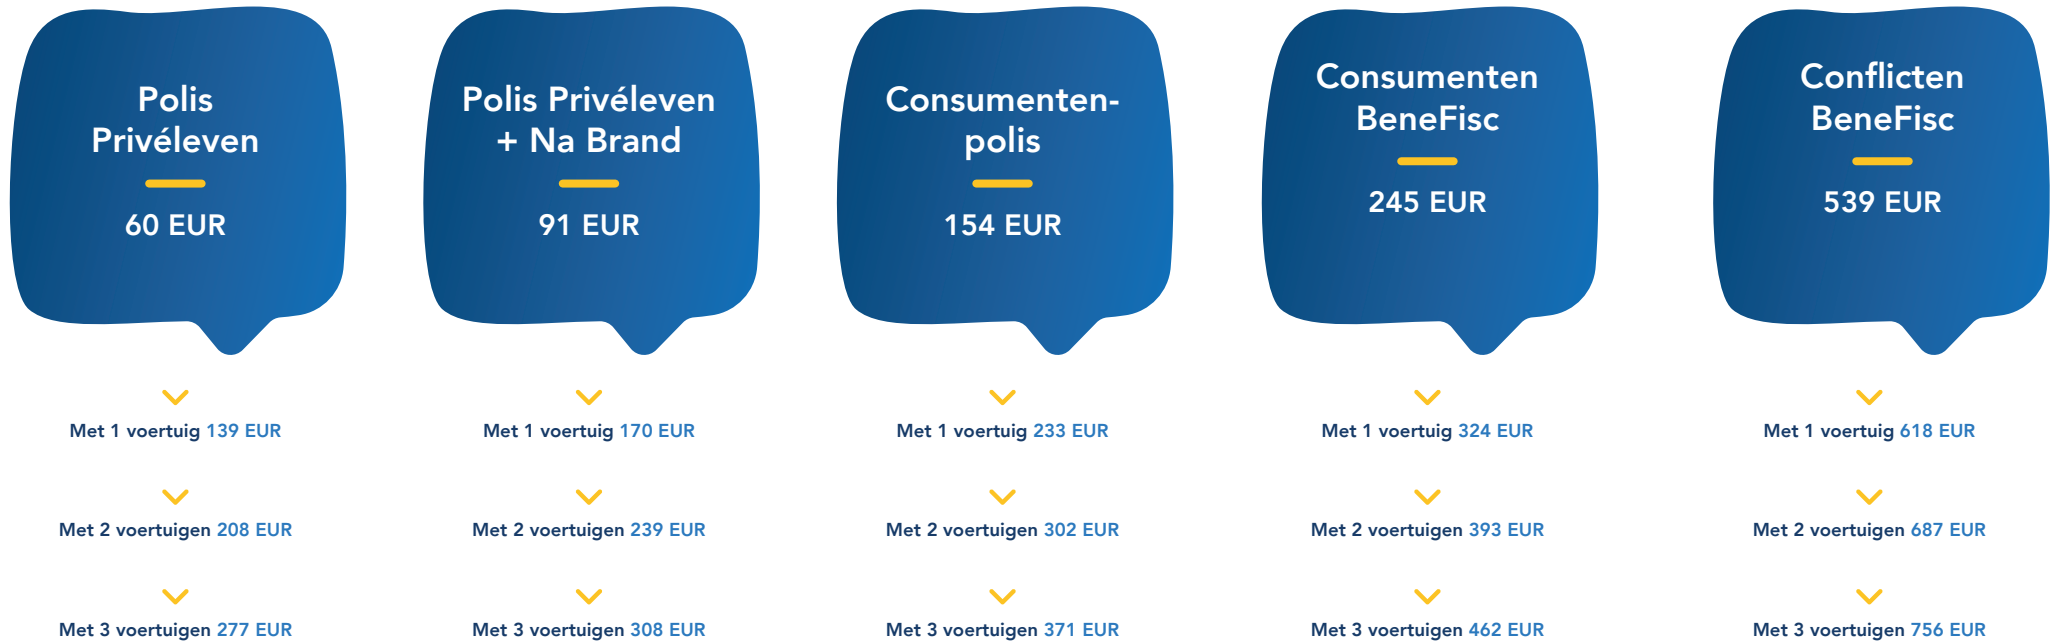 Polis
Privéleven
60 EUR
Met 1 voertuig 139 EUR
Met 2 voertuigen 208 EUR
Met 3 voertuigen 277 EUR
Polis Privéleven
+ Na Brand
91 EUR
Met 1 voertuig 170 EUR
Met 2 voertuigen 239 EUR
Met 3 voertuigen 308 EUR
Consumenten-
polis
154 EUR
Met 1 voertuig 233 EUR
Met 2 voertuigen 302 EUR
Met 3 voertuigen 371 EUR
Consumenten
BeneFisc
245 EUR
Met 1 voertuig 324 EUR
Met 2 voertuigen 393 EUR
Met 3 voertuigen 462 EUR
Conflicten
BeneFisc
539 EUR
Met 1 voertuig 618 EUR
Met 2 voertuigen 687 EUR
Met 3 voertuigen 756 EUR